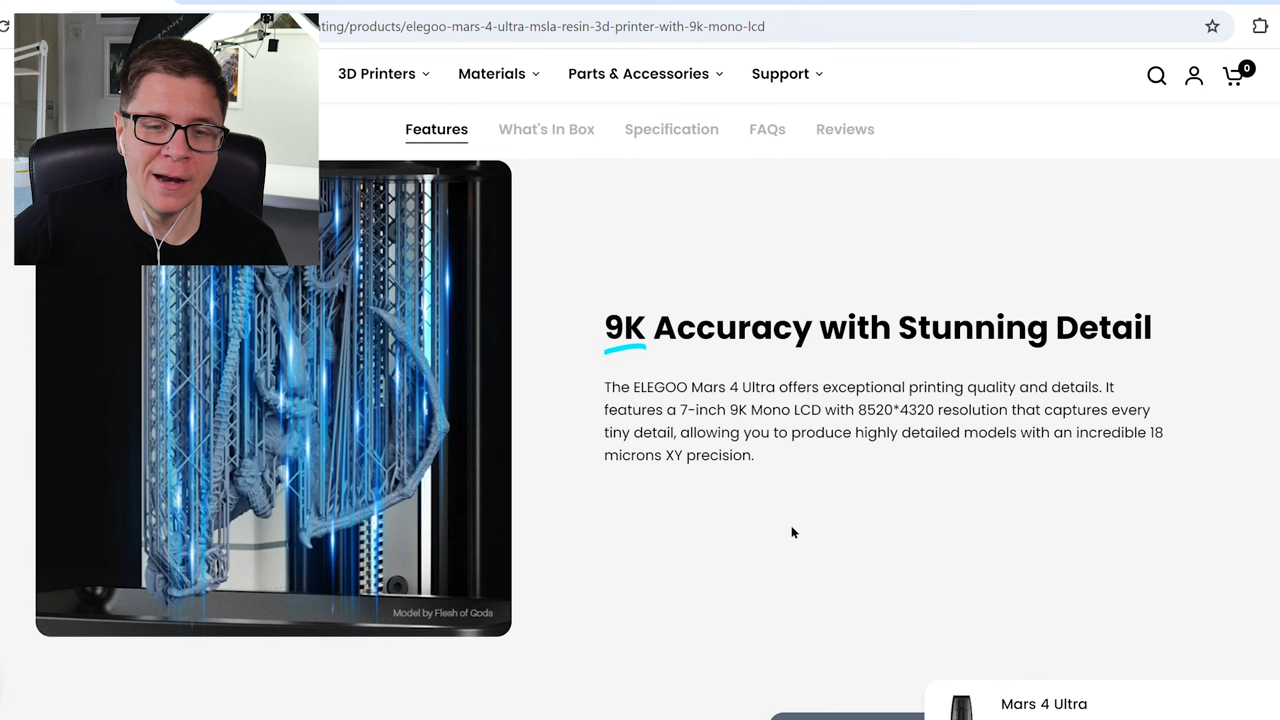 ting/products/elegoo-mars-4-ultra-msla-resin-3d-printer-with-9k-mono-lcd
3D Printers Materials Parts & Accessories Support 0
Features What's In Box Specification FAQs Reviews
9K Accuracy with Stunning Detail
The ELEGOO Mars 4 Ultra offers exceptional printing quality and details. It
features a 7-inch 9K Mono LCD with 8520*4320 resolution that captures every
tiny detail, allowing you to produce highly detailed models with an incredible 18
microns XY precision.
Model by Flesh of Gods
Mars 4 Ultra